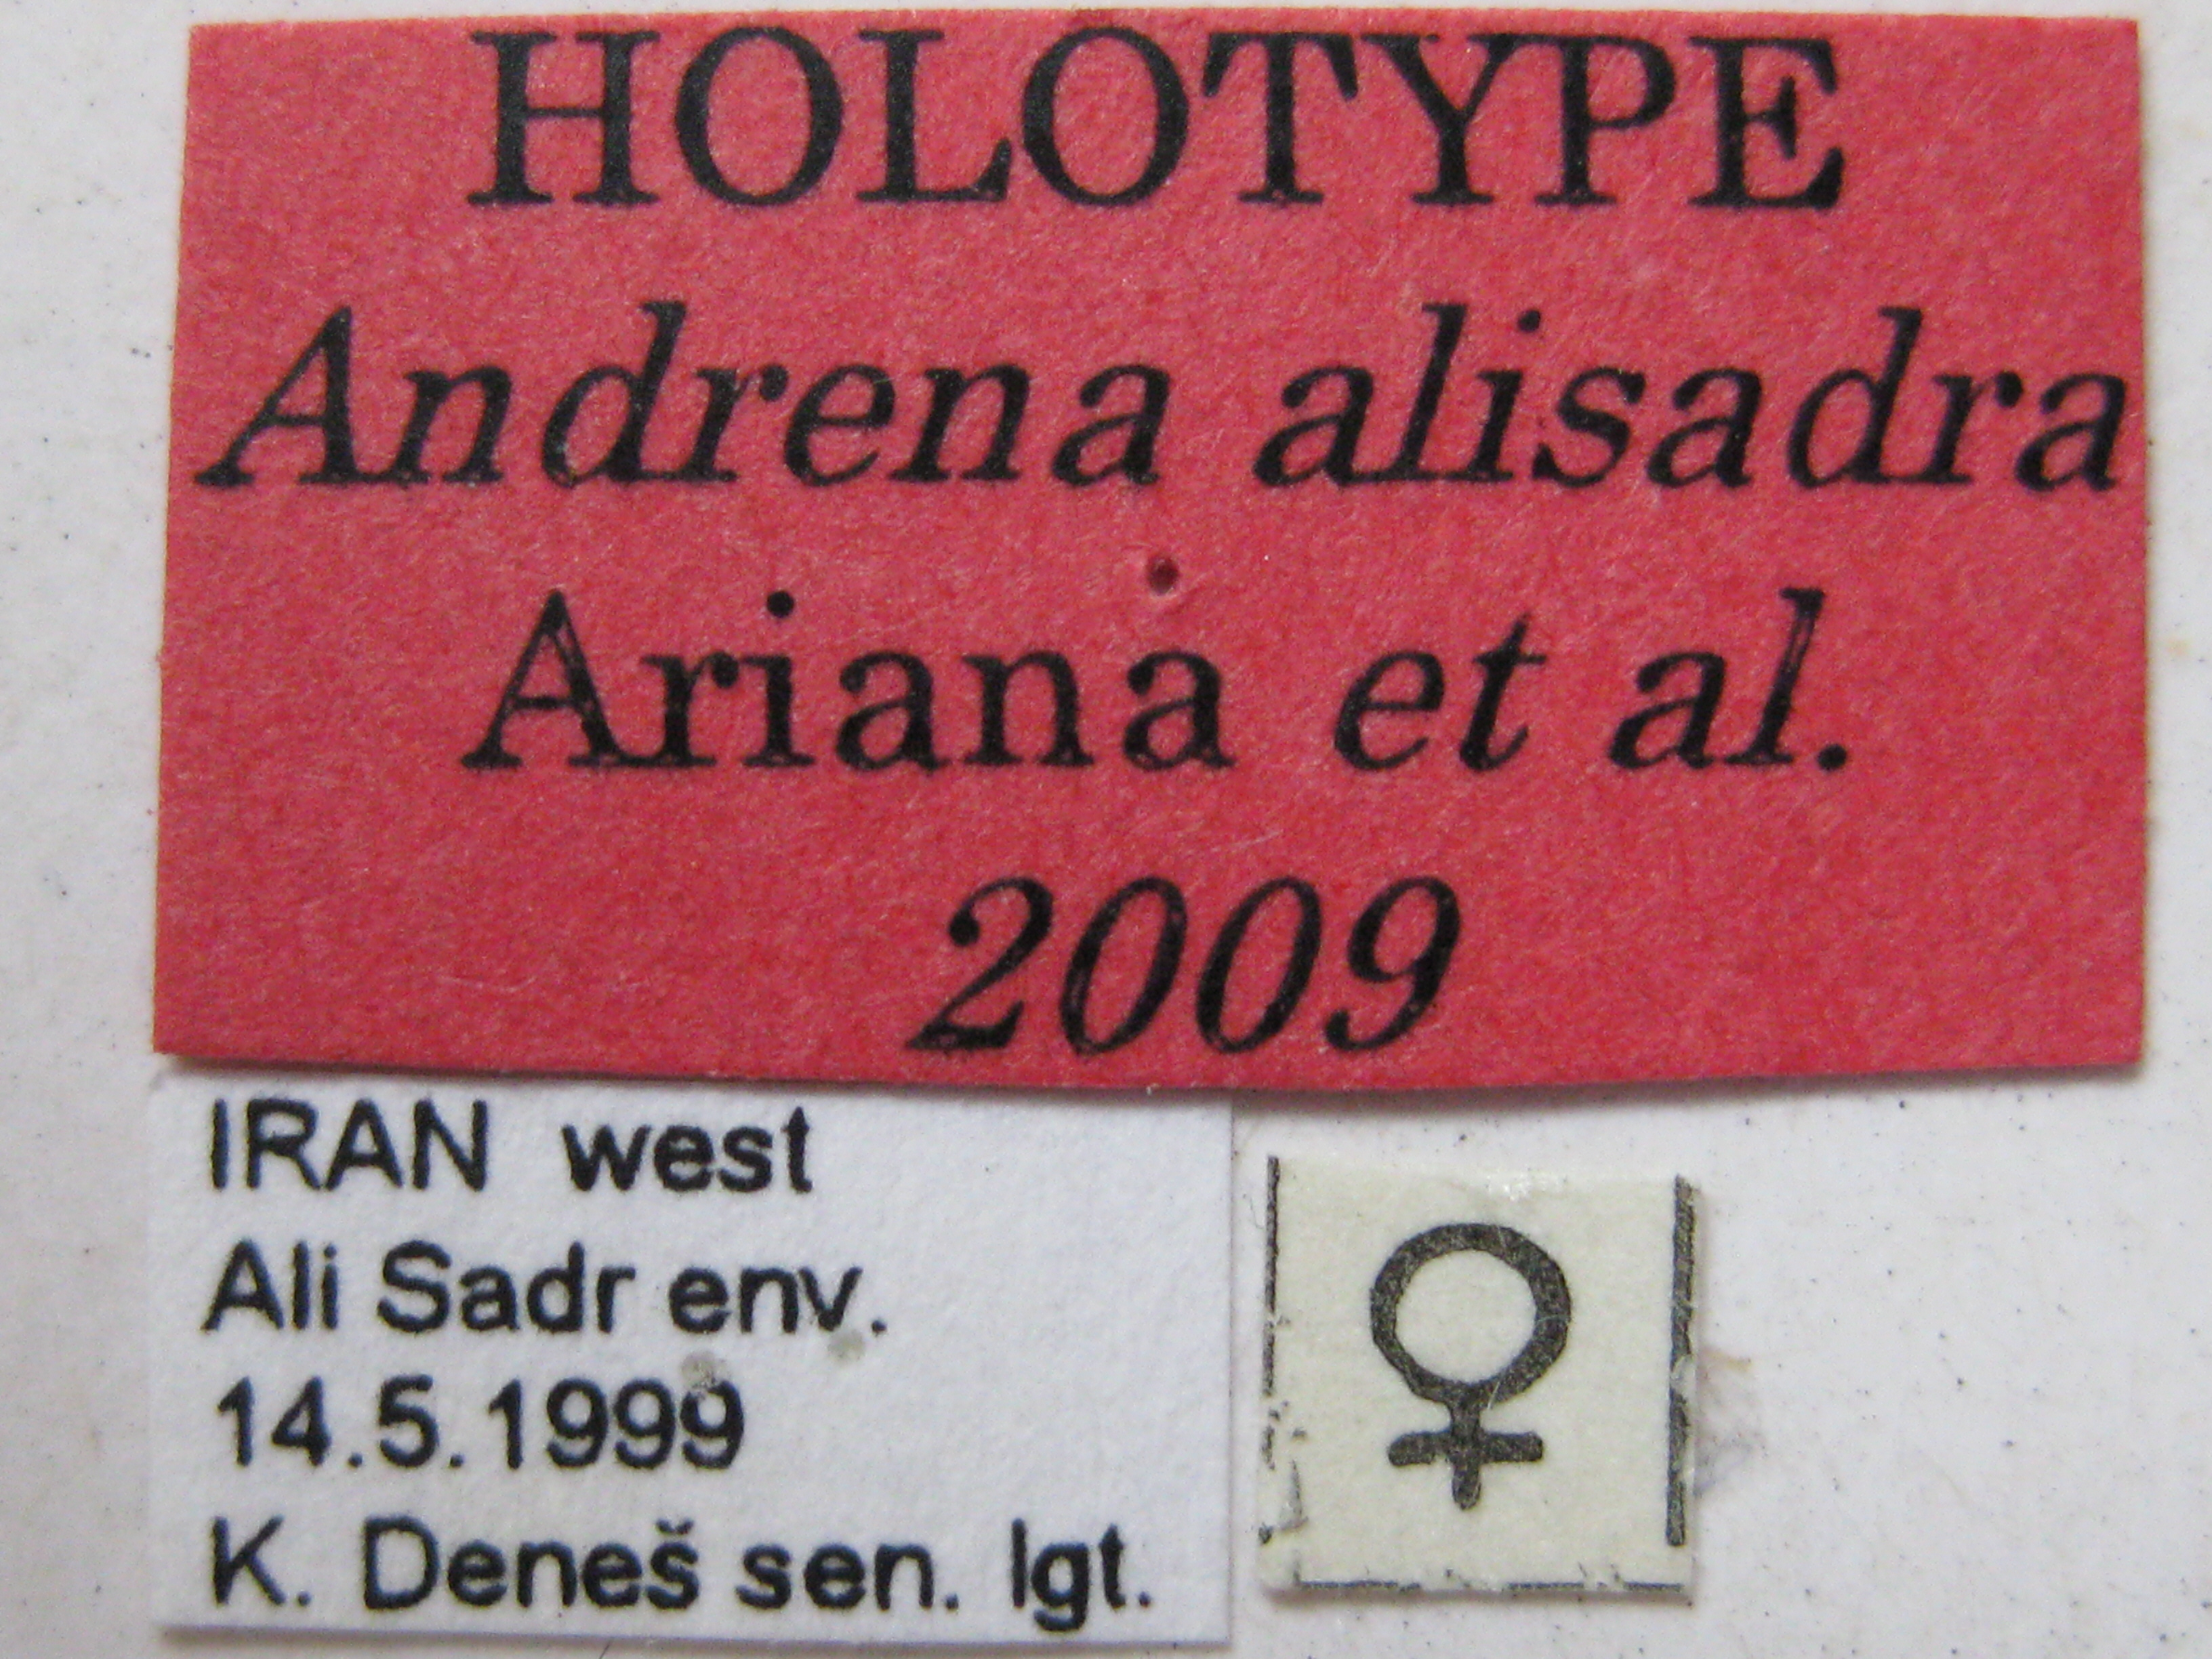 HOLOTYPE
Andrena alisadra
Ariana et al.
2009
IRAN west
Ali Sadr env.
14.5.1999
K. Deneš sen. lgt.
♀